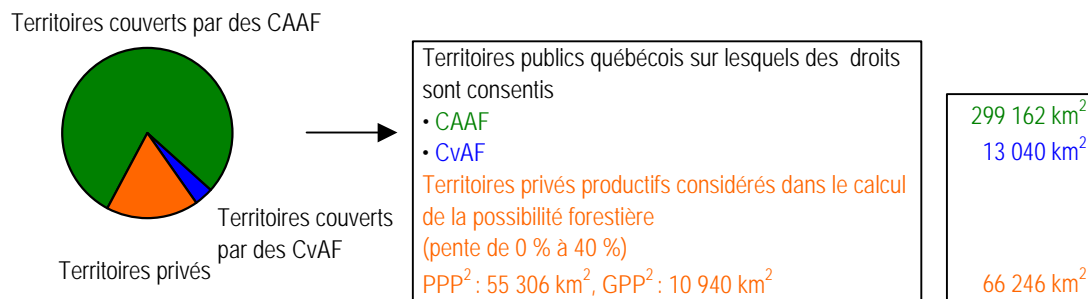 Territoires couverts par des CAAF
Territoires couverts
par des CvAF
Territoires privés
Territoires publics québécois sur lesquels des droits
sont consentis
• CAAF
• CvAF
Territoires privés productifs considérés dans le calcul
de la possibilité forestière
(pente de 0 % à 40 %)
PPP² : 55 306 km², GPP² : 10 940 km²
299 162 km²
13 040 km²
66 246 km²